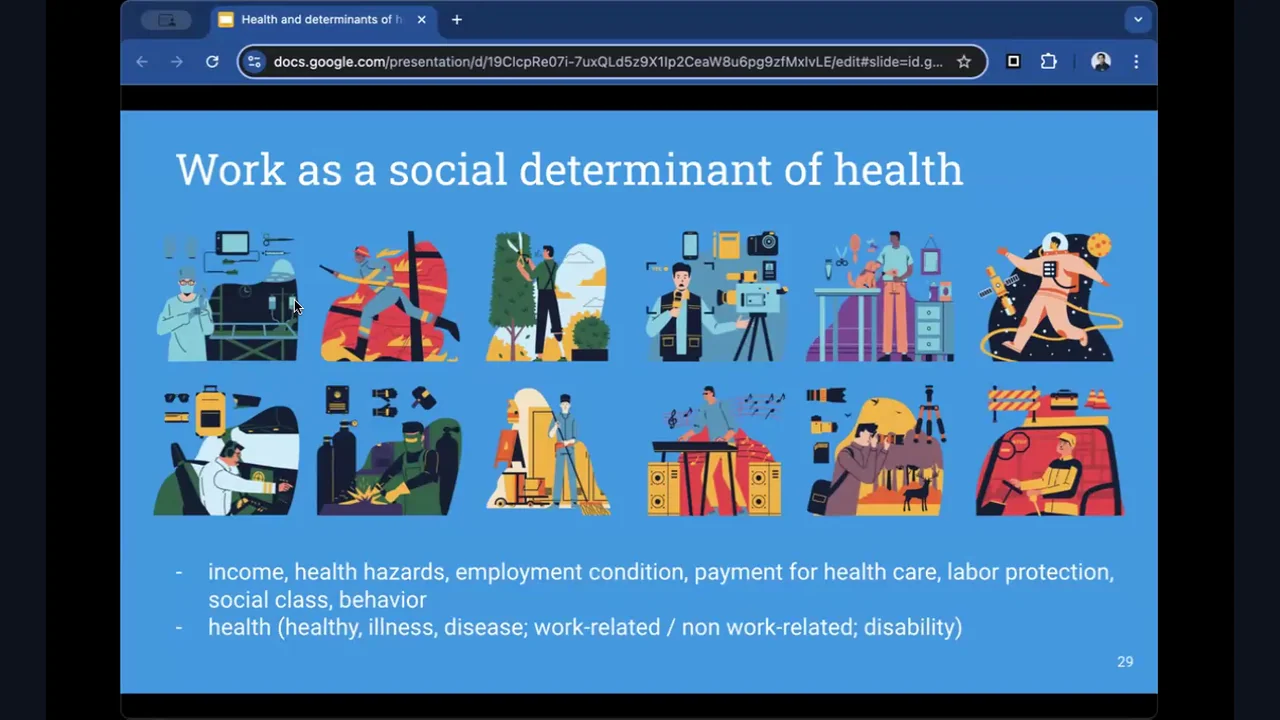 Health and determinants of h
docs.google.com/presentation/d/19ClcpRe07i-7uxQLd5z9X1lp2CeaW8u6pg9zfMxlvLE/edit#slide=id.g...
Work as a social determinant of health
- income, health hazards, employment condition, payment for health care, labor protection,
social class, behavior
- health (healthy, illness, disease; work-related / non work-related; disability)
29